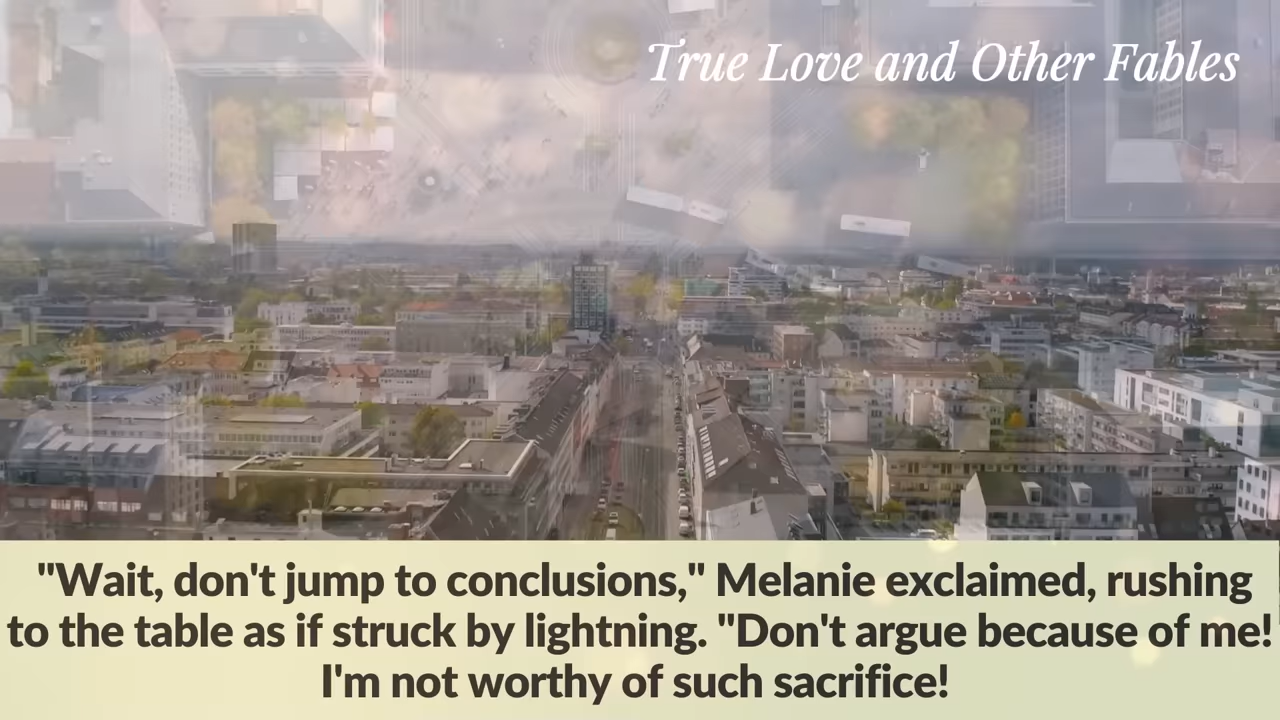 True Love and Other Fables
"Wait, don't jump to conclusions," Melanie exclaimed, rushing
to the table as if struck by lightning. "Don't argue because of me!
I'm not worthy of such sacrifice!